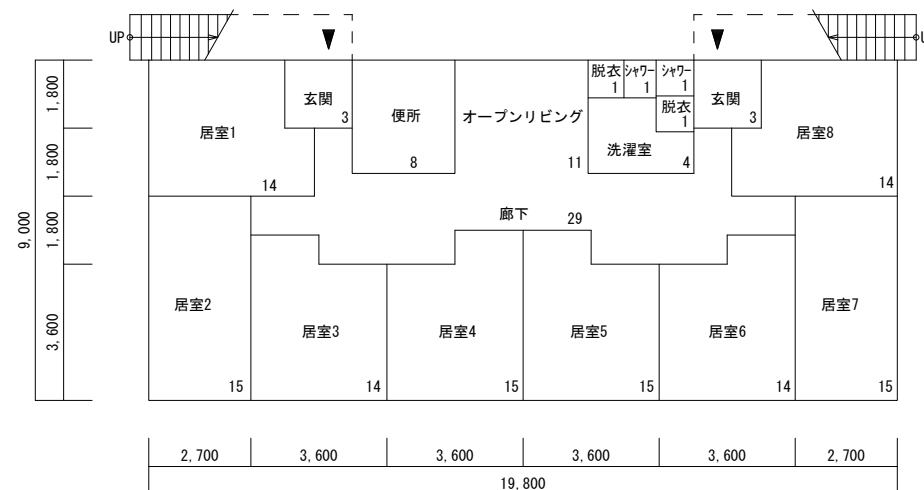 UP
U
脱衣
1
シャワー
1
シャワー
1
脱衣
1
玄関
3
便所
8
オープンリビング
11
洗濯室
4
玄関
3
居室1
14
居室8
14
廊下
29
居室2
15
居室3
14
居室4
15
居室5
15
居室6
14
居室7
15
1,800
1,800
1,800
3,600
9,000
2,700
3,600
3,600
3,600
3,600
2,700
19,800